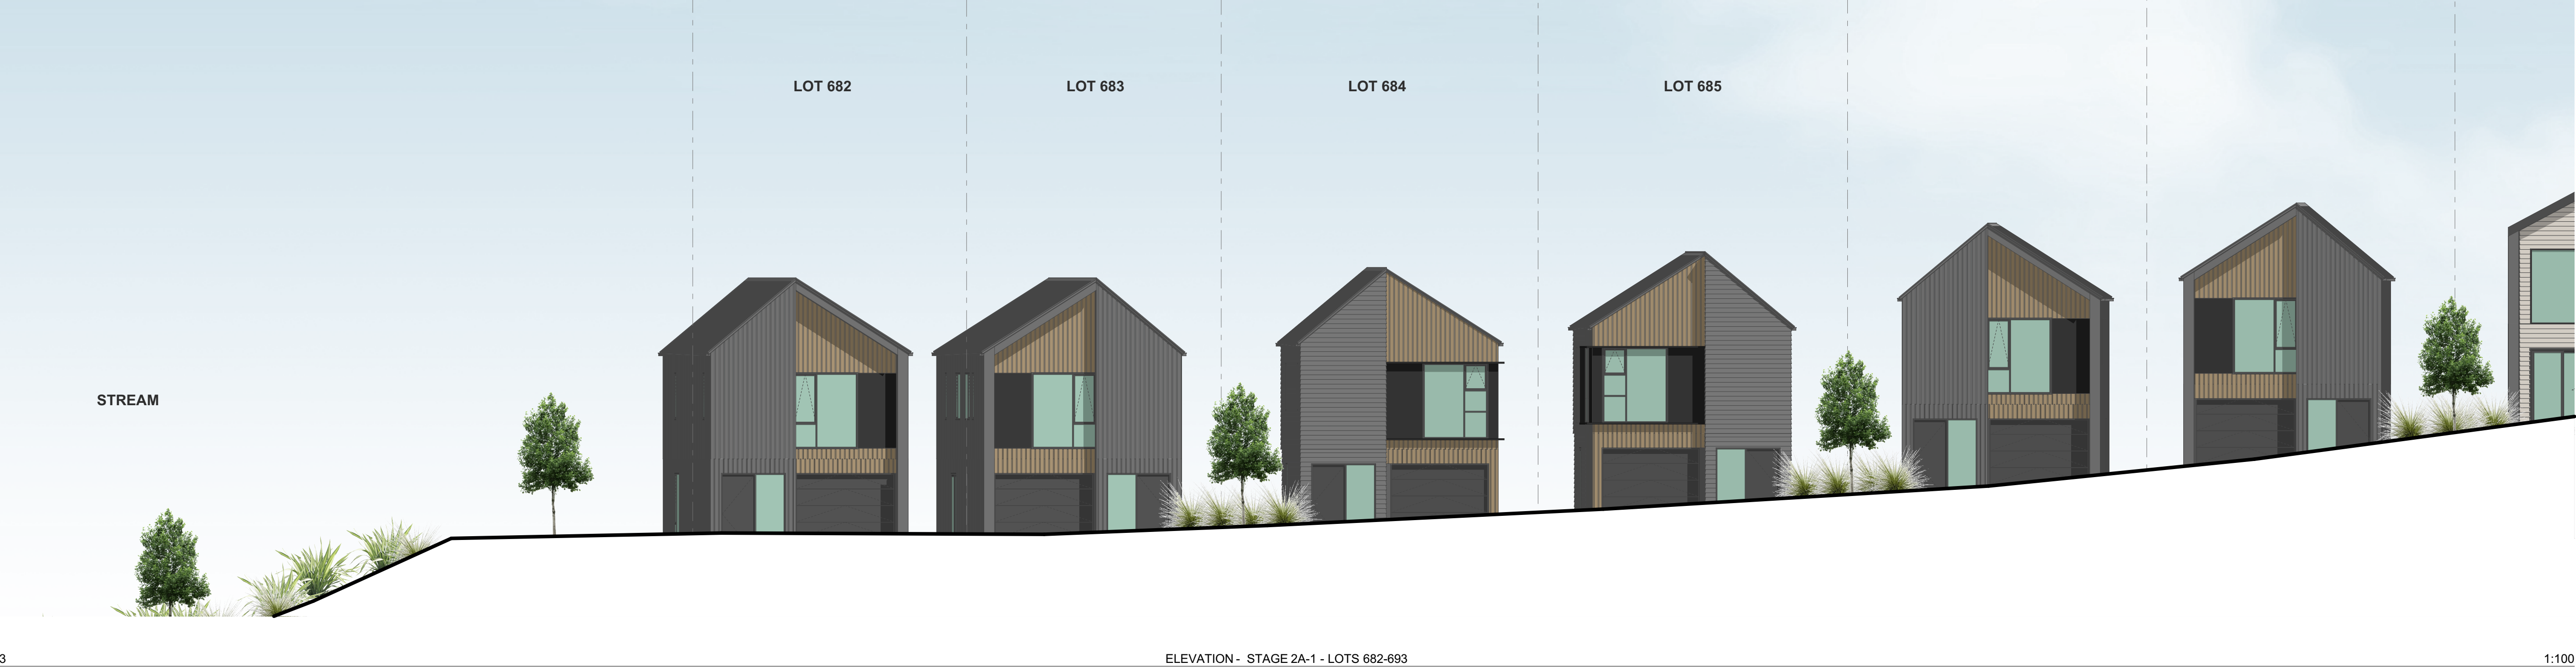 LOT 682
LOT 683
LOT 684
LOT 685
STREAM
3
ELEVATION - STAGE 2A-1 - LOTS 682-693
1:100